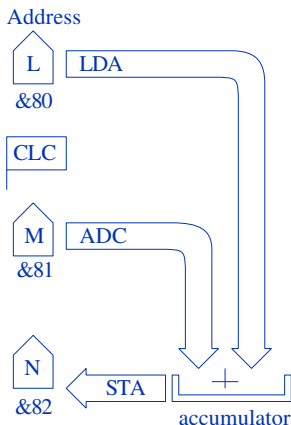 Address
L LDA
&80
CLC
M ADC
&81
N STA +
&82
accumulator